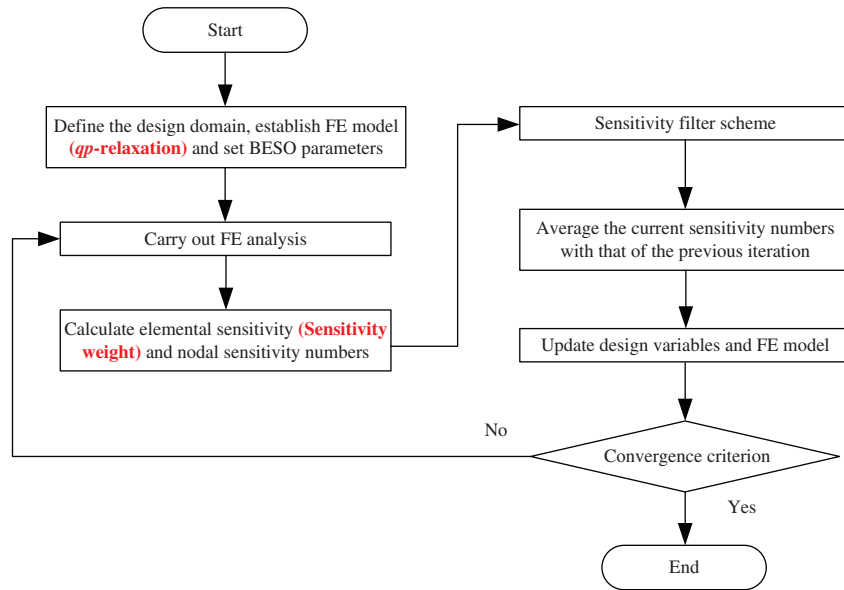 Start
Define the design domain, establish FE model
(qp-relaxation) and set BESO parameters
Carry out FE analysis
Calculate elemental sensitivity (Sensitivity
weight) and nodal sensitivity numbers
Sensitivity filter scheme
Average the current sensitivity numbers
with that of the previous iteration
Update design variables and FE model
Convergence criterion
No
Yes
End